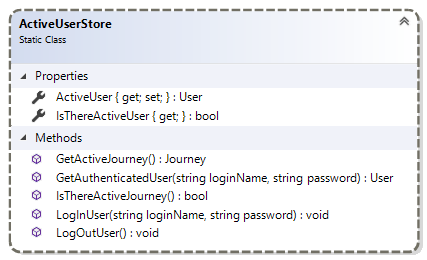 ActiveUserStore
Static Class
Properties
ActiveUser { get; set; } : User
IsThereActiveUser { get; } : bool
Methods
GetActiveJourney() : Journey
GetAuthenticatedUser(string loginName, string password) : User
IsThereActiveJourney() : bool
LogInUser(string loginName, string password) : void
LogOutUser() : void